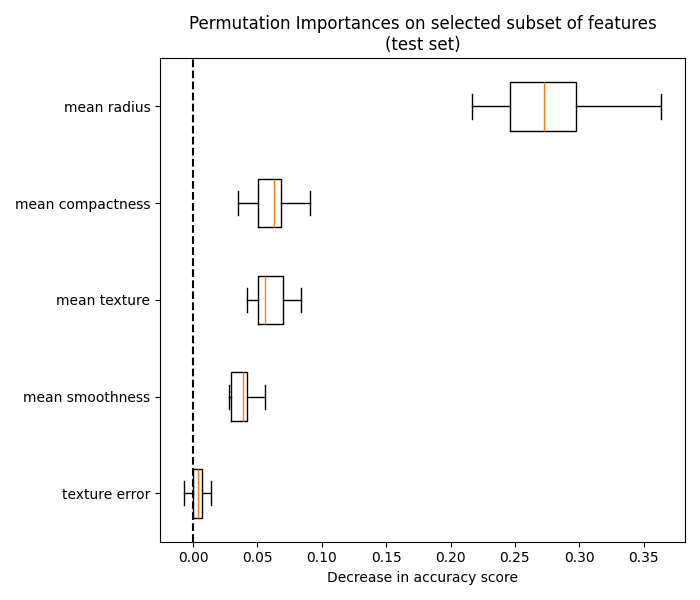 Permutation Importances on selected subset of features
(test set)
mean radius
mean compactness
mean texture
mean smoothness
texture error
0.00 0.05 0.10 0.15 0.20 0.25 0.30 0.35
Decrease in accuracy score